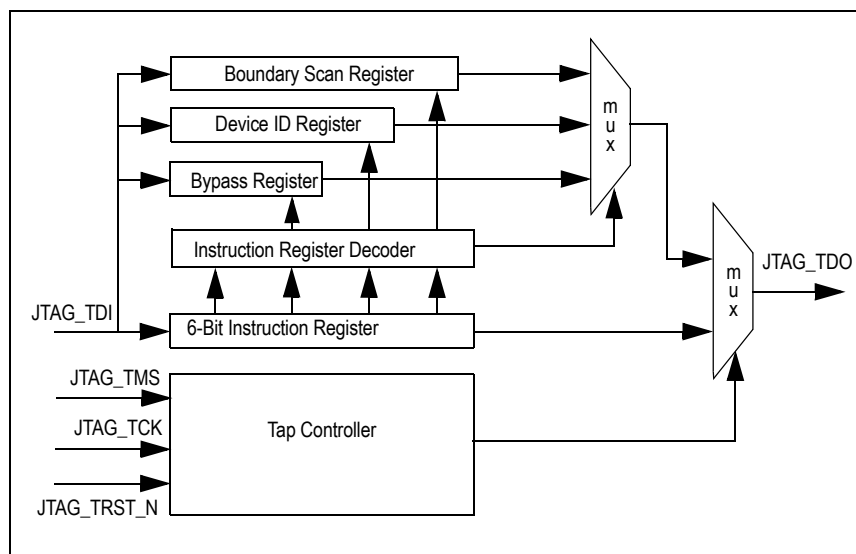 Boundary Scan Register
Device ID Register
Bypass Register
Instruction Register Decoder
6-Bit Instruction Register
Tap Controller
JTAG_TDI
JTAG_TMS
JTAG_TCK
JTAG_TRST_N
m
u
x
m
u
x
JTAG_TDO